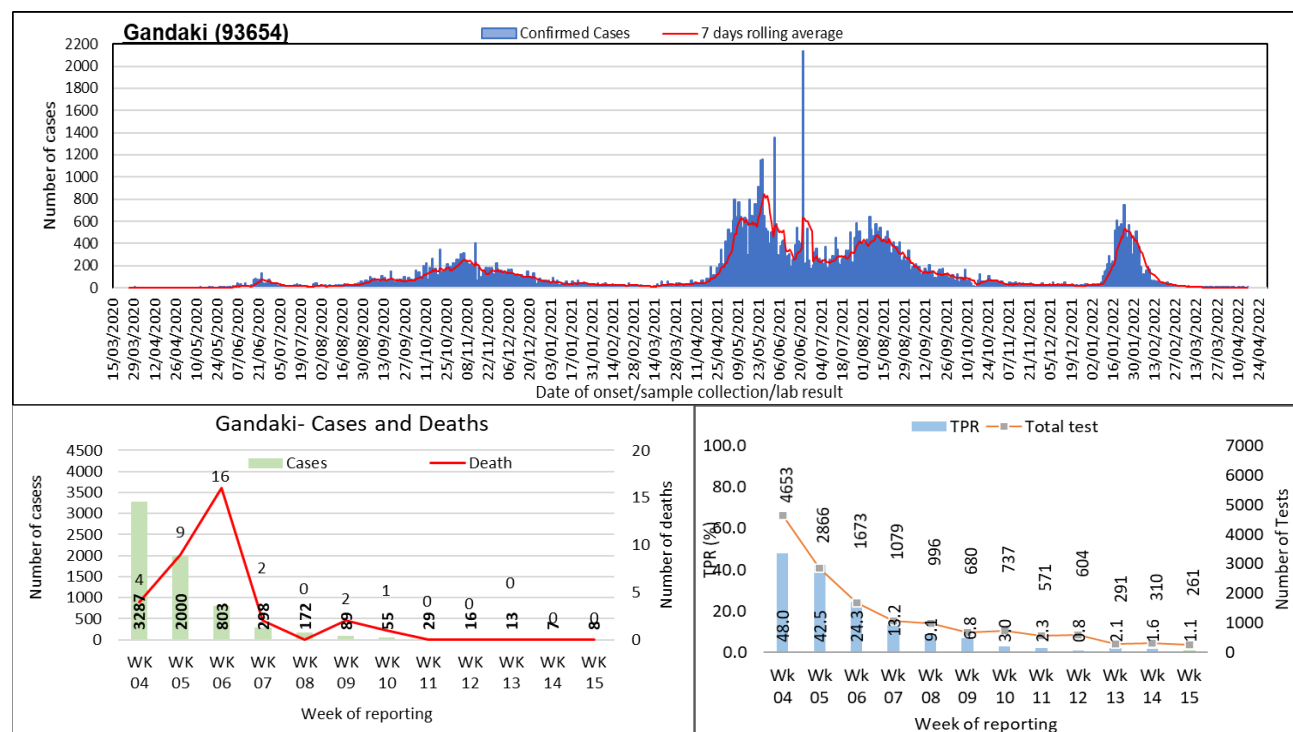 Gandaki (93654)
Confirmed Cases 7 days rolling average
Number of cases
2200
2000
1800
1600
1400
1200
1000
800
600
400
200
0
15/03/2020 29/03/2020 12/04/2020 26/04/2020 10/05/2020 24/05/2020 07/06/2020 21/06/2020 05/07/2020 19/07/2020 02/08/2020 16/08/2020 30/08/2020 13/09/2020 27/09/2020 11/10/2020 25/10/2020 08/11/2020 22/11/2020 06/12/2020 20/12/2020 03/01/2021 17/01/2021 31/01/2021 14/02/2021 28/02/2021 14/03/2021 28/03/2021 11/04/2021 25/04/2021 09/05/2021 23/05/2021 06/06/2021 20/06/2021 04/07/2021 18/07/2021 01/08/2021 15/08/2021 29/08/2021 12/09/2021 26/09/2021 10/10/2021 24/10/2021 07/11/2021 21/11/2021 05/12/2021 19/12/2021 02/01/2022 16/01/2022 30/01/2022 13/02/2022 27/02/2022 13/03/2022 27/03/2022 10/04/2022 24/04/2022
Date of onset/sample collection/lab result
Gandaki- Cases and Deaths
Cases Death
Number of casess
4500
4000
3500
3000
2500
2000
1500
1000
500
0
4 9 16 2 0 2 1 0 0 0 0 0
3287 2000 803 298 172 89 55 29 16 13 7 8
20
15
10
5
0
Number of deaths
WK 04 WK 05 WK 06 WK 07 WK 08 WK 09 WK 10 WK 11 WK 12 WK 13 WK 14 WK 15
Week of reporting
TPR Total test
TPR (%)
100.0
80.0
60.0
40.0
20.0
0.0
4653 2866 1673 1079 996 680 737 571 604 291 310 261
48.0 42.5 24.3 13.2 9.1 6.8 3.0 2.3 0.8 2.1 1.6 1.1
7000
6000
5000
4000
3000
2000
1000
0
Number of Tests
Wk 04 Wk 05 Wk 06 Wk 07 Wk 08 Wk 09 Wk 10 Wk 11 Wk 12 Wk 13 Wk 14 Wk 15
Week of reporting